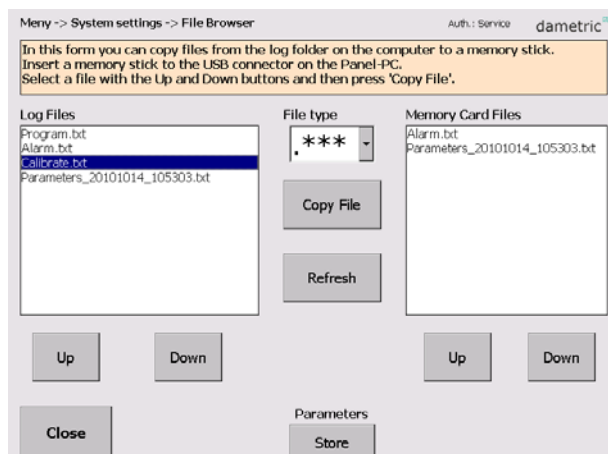 Meny -> System settings -> File Browser
Auth.: Service
dametric
In this form you can copy files from the log folder on the computer to a memory stick.
Insert a memory stick to the USB connector on the Panel-PC.
Select a file with the Up and Down buttons and then press 'Copy File'.
Log Files
File type
Memory Card Files
Program.txt
Alarm.txt
Calibrate.txt
Parameters_20101014_105303.txt
.***
Alarm.txt
Parameters_20101014_105303.txt
Copy File
Refresh
Up
Down
Up
Down
Close
Parameters
Store